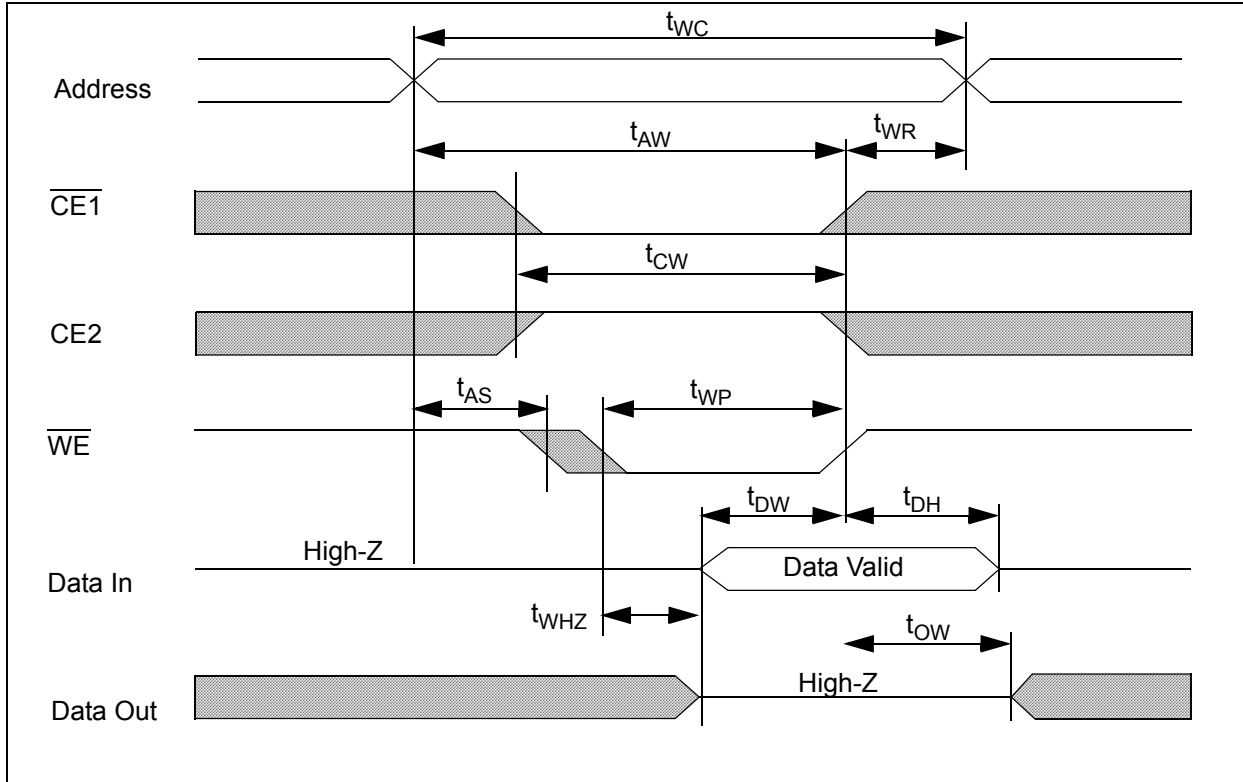 tWC
Address
tAW
tWR
CE1
tCW
CE2
tAS
tWP
WE
tDW
tDH
High-Z
Data Valid
Data In
tWHZ
tOW
High-Z
Data Out